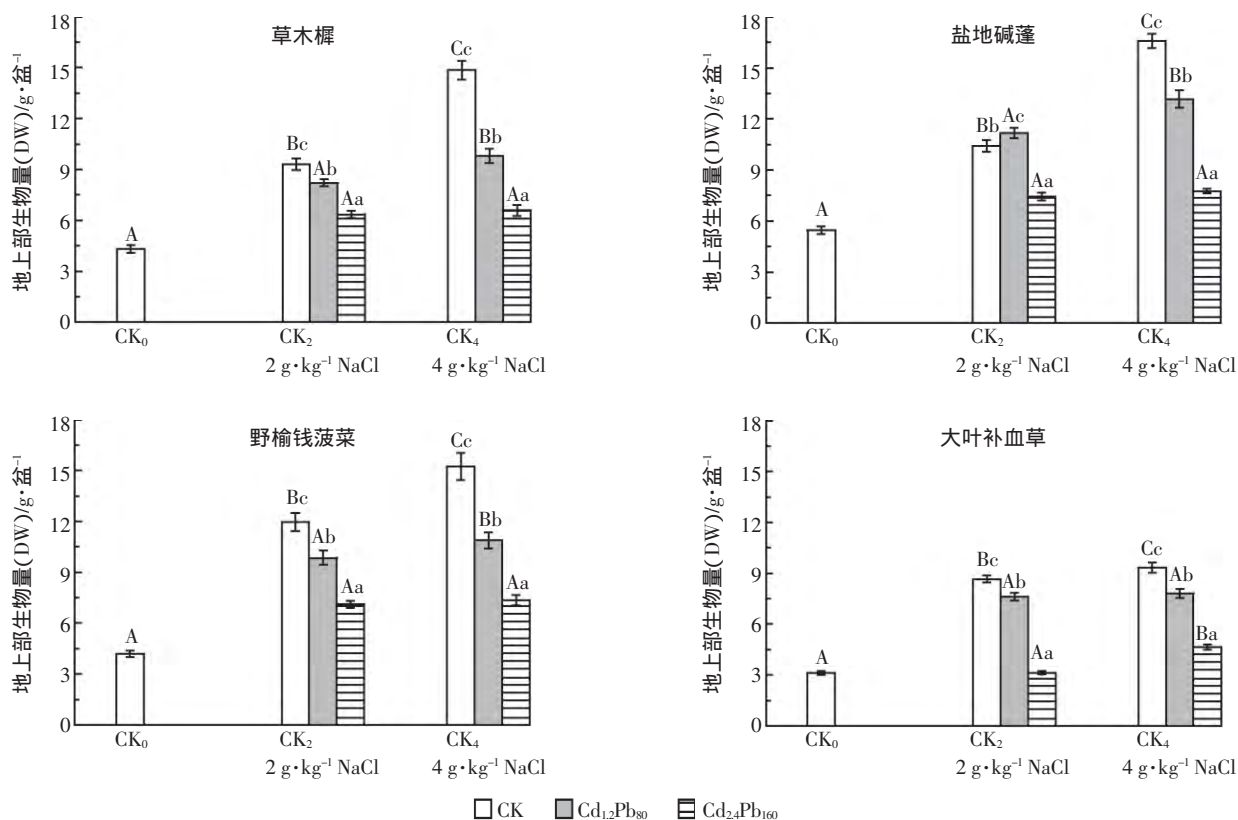 草木樨
地上部生物量(DW)/g·盆⁻¹
18
15
12
9
6
3
0
A
Bc
Ab
Aa
Cc
Bb
Aa
CK₀
CK₂
CK₄
2 g·kg⁻¹ NaCl
4 g·kg⁻¹ NaCl
盐地碱蓬
地上部生物量(DW)/g·盆⁻¹
18
15
12
9
6
3
0
A
Bb
Ac
Aa
Cc
Bb
Aa
CK₀
CK₂
CK₄
2 g·kg⁻¹ NaCl
4 g·kg⁻¹ NaCl
野榆钱菠菜
地上部生物量(DW)/g·盆⁻¹
18
15
12
9
6
3
0
A
Bc
Ab
Aa
Cc
Bb
Aa
CK₀
CK₂
CK₄
2 g·kg⁻¹ NaCl
4 g·kg⁻¹ NaCl
大叶补血草
地上部生物量(DW)/g·盆⁻¹
18
15
12
9
6
3
0
A
Bc
Ab
Aa
Cc
Ab
Ba
CK₀
CK₂
CK₄
2 g·kg⁻¹ NaCl
4 g·kg⁻¹ NaCl
CK Cd₁.₂Pb₈₀ Cd₂.₄Pb₁₆₀